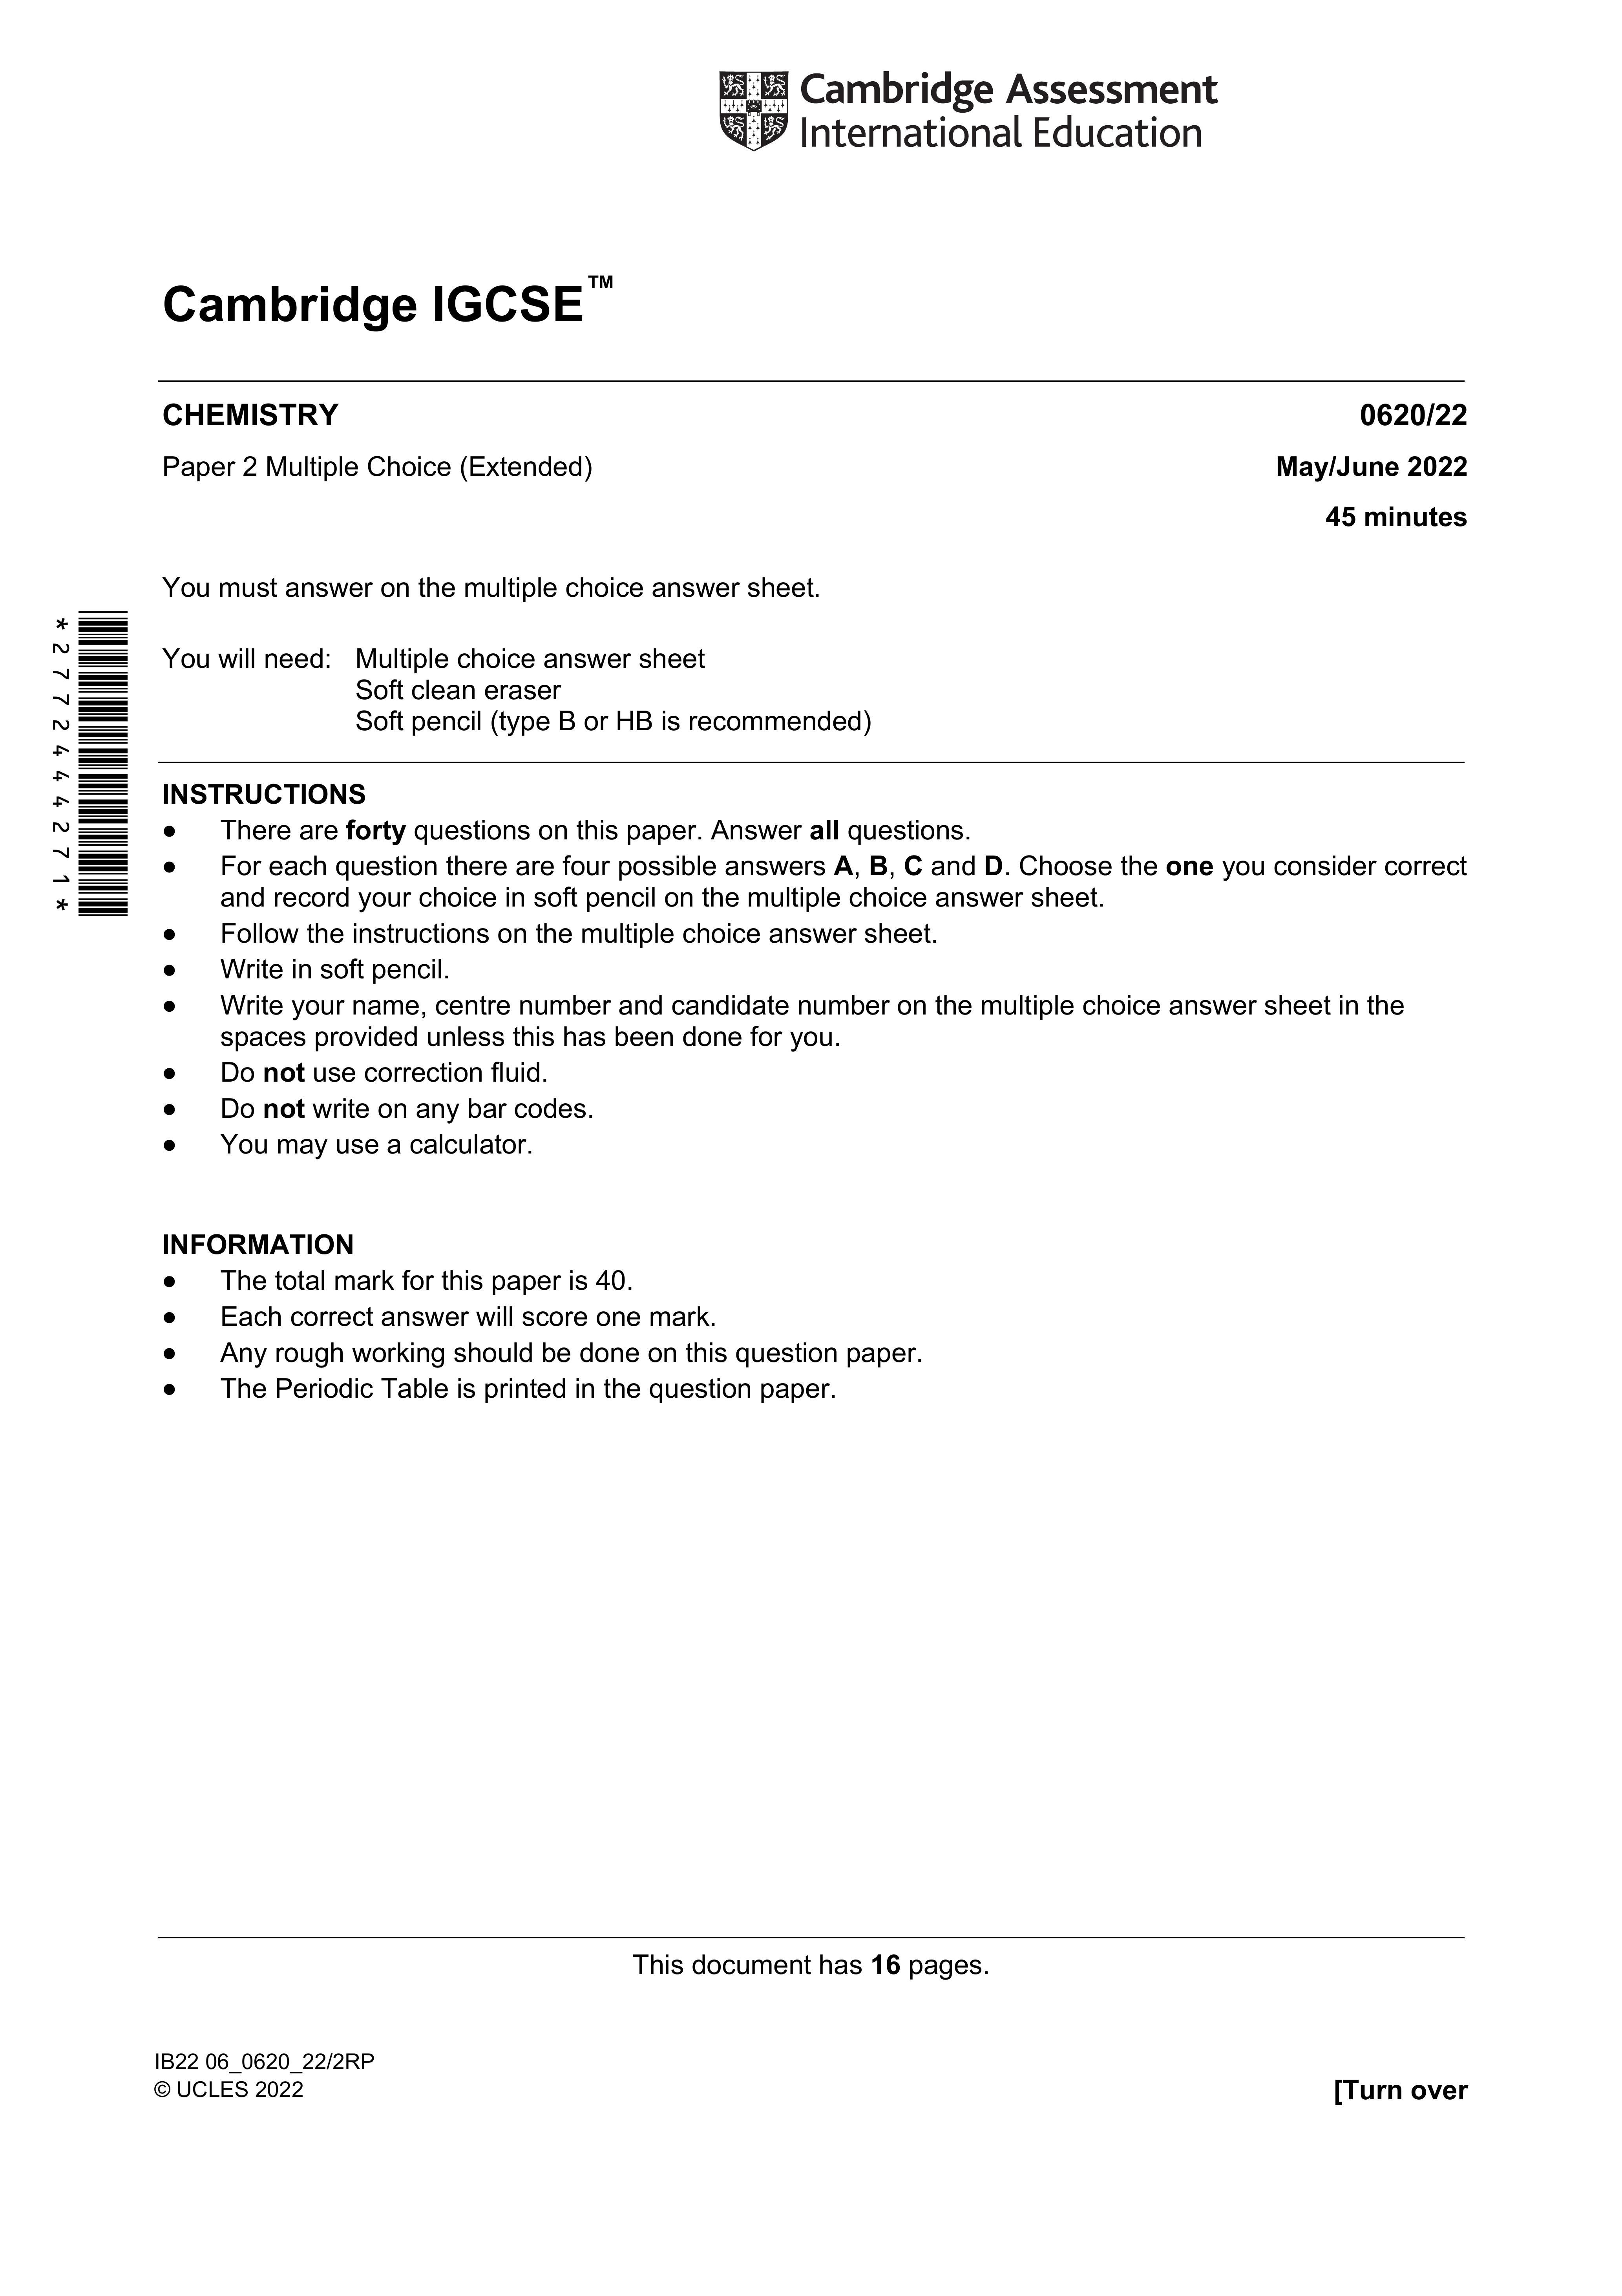 Cambridge Assessment
International Education
Cambridge IGCSE™
CHEMISTRY 0620/22
Paper 2 Multiple Choice (Extended) May/June 2022
45 minutes
You must answer on the multiple choice answer sheet.
You will need: Multiple choice answer sheet
Soft clean eraser
Soft pencil (type B or HB is recommended)
*2772444271*
INSTRUCTIONS
● There are forty questions on this paper. Answer all questions.
● For each question there are four possible answers A, B, C and D. Choose the one you consider correct
and record your choice in soft pencil on the multiple choice answer sheet.
● Follow the instructions on the multiple choice answer sheet.
● Write in soft pencil.
● Write your name, centre number and candidate number on the multiple choice answer sheet in the
spaces provided unless this has been done for you.
● Do not use correction fluid.
● Do not write on any bar codes.
● You may use a calculator.
INFORMATION
● The total mark for this paper is 40.
● Each correct answer will score one mark.
● Any rough working should be done on this question paper.
● The Periodic Table is printed in the question paper.
This document has 16 pages.
IB22 06_0620_22/2RP
© UCLES 2022
[Turn over